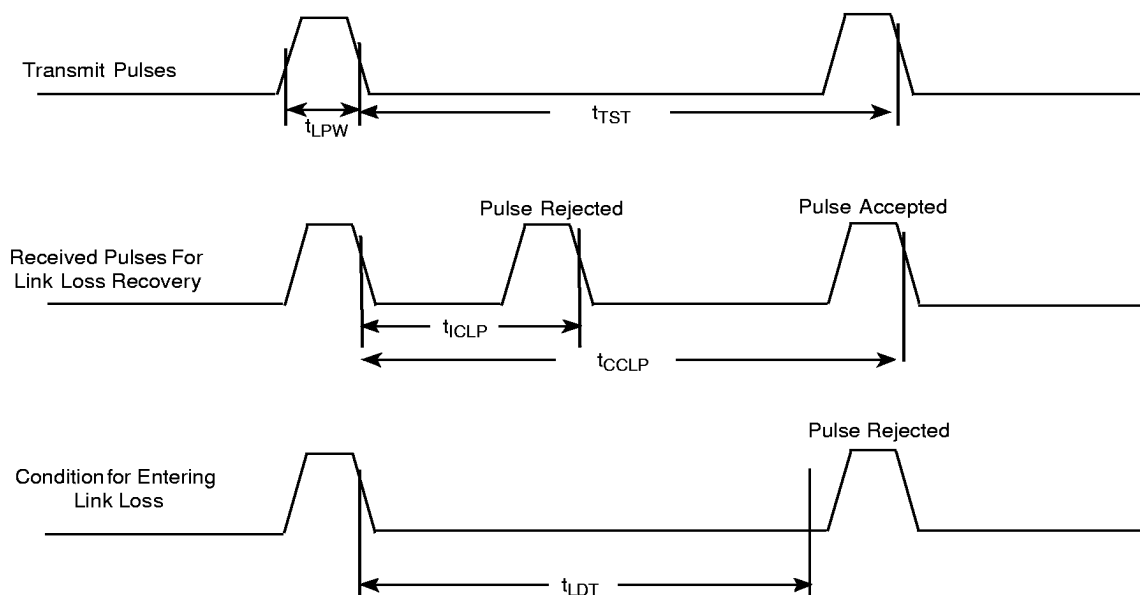 Transmit Pulses
tLPW
tTST
Pulse Rejected
Pulse Accepted
Received Pulses For
Link Loss Recovery
tICLP
tCCLP
Pulse Rejected
Condition for Entering
Link Loss
tLDT